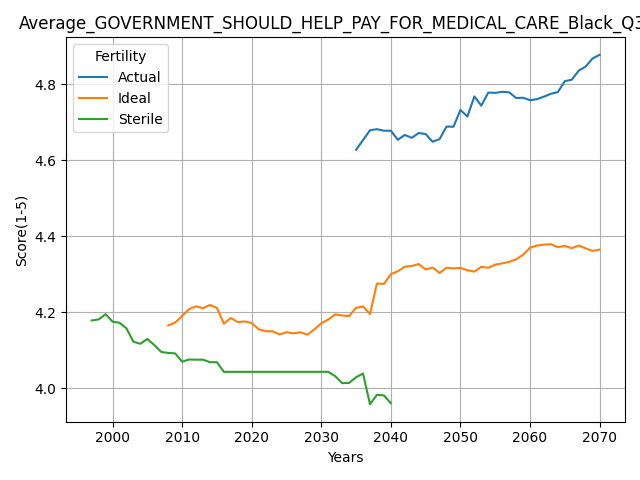 Average_GOVERNMENT_SHOULD_HELP_PAY_FOR_MEDICAL_CARE_Black_Q3
Fertility
Actual
Ideal
Sterile
4.8
4.6
4.4
4.2
4.0
Score(1-5)
2000 2010 2020 2030 2040 2050 2060 2070
Years